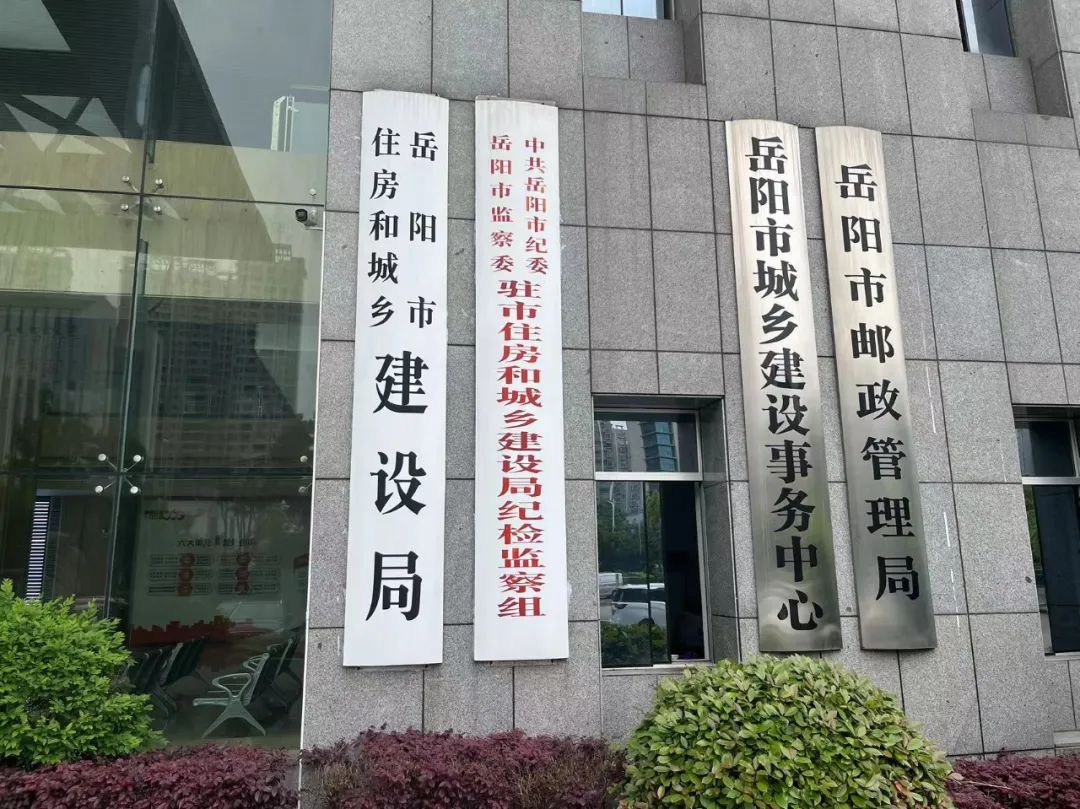 岳阳市
住房和城乡
建设局
中共岳阳市纪委
岳阳市监察委
驻市住房和城乡建设局纪检监察组
岳阳市城乡建设事务中心
岳阳市邮政管理局